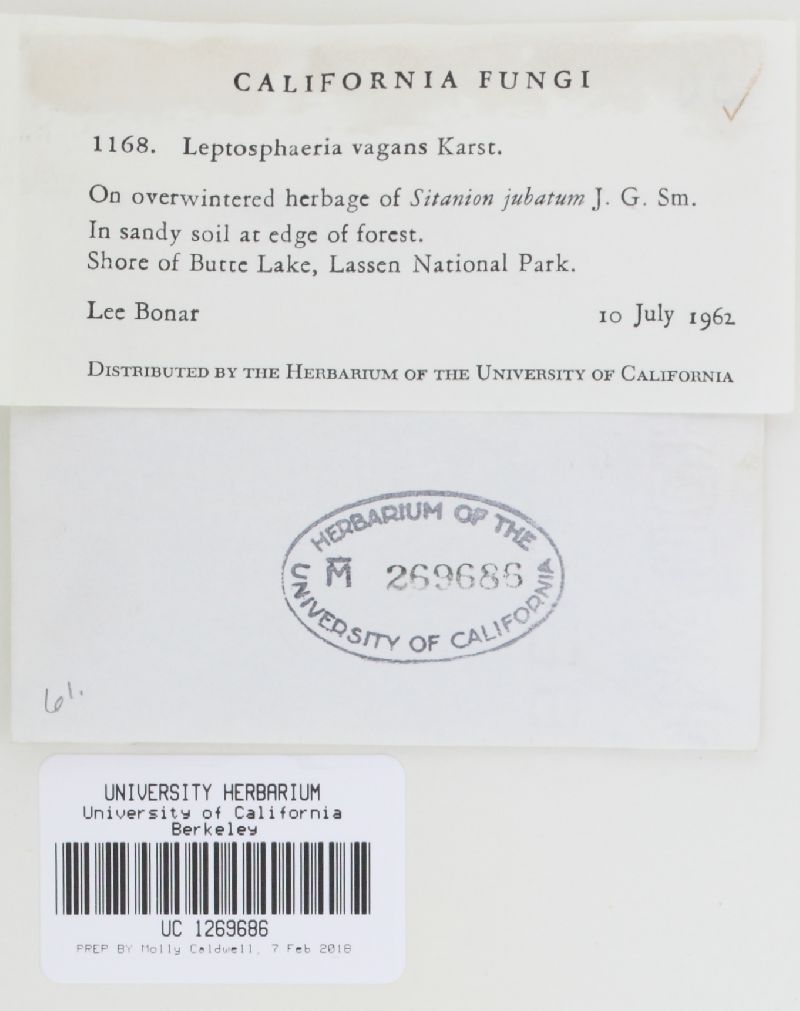 CALIFORNIA FUNGI
1168. Leptosphaeria vagans Karst.
On overwintered herbage of Sitanion jubatum J. G. Sm.
In sandy soil at edge of forest.
Shore of Butte Lake, Lassen National Park.
Lee Bonar 10 July 1962
DISTRIBUTED BY THE HERBARIUM OF THE UNIVERSITY OF CALIFORNIA
HERBARIUM OF THE
M 269686
UNIVERSITY OF CALIFORNIA
61.
UNIVERSITY HERBARIUM
University of California
Berkeley
UC 1269686
PREP BY Molly Caldwell, 7 Feb 2018